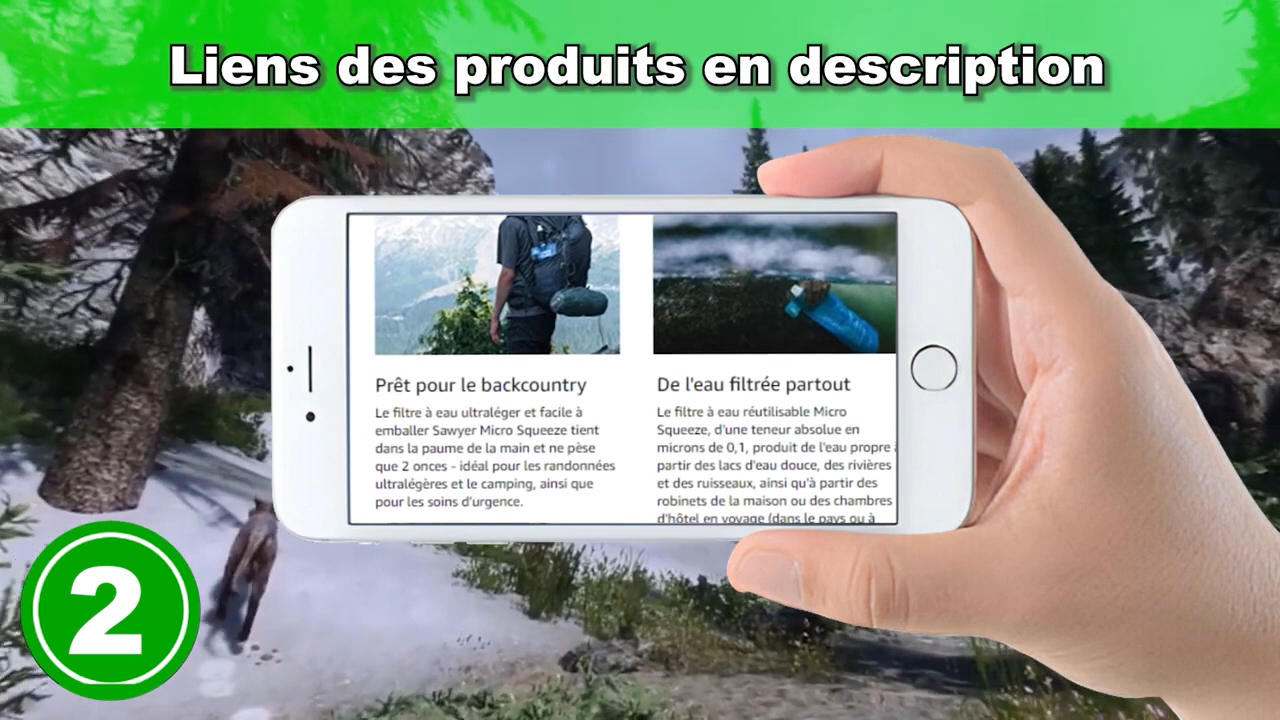 Liens des produits en description
Prêt pour le backcountry
Le filtre à eau ultraléger et facile à
emballer Sawyer Micro Squeeze tient
dans la paume de la main et ne pèse
que 2 onces - idéal pour les randonnées
ultralégères et le camping, ainsi que
pour les soins d'urgence.
De l'eau filtrée partout
Le filtre à eau réutilisable Micro
Squeeze, d'une teneur absolue en
microns de 0,1, produit de l'eau propre
partir des lacs d'eau douce, des rivières
et des ruisseaux, ainsi qu'à partir des
robinets de la maison ou des chambres
d'hôtel en voyage (dans le pays ou à
2